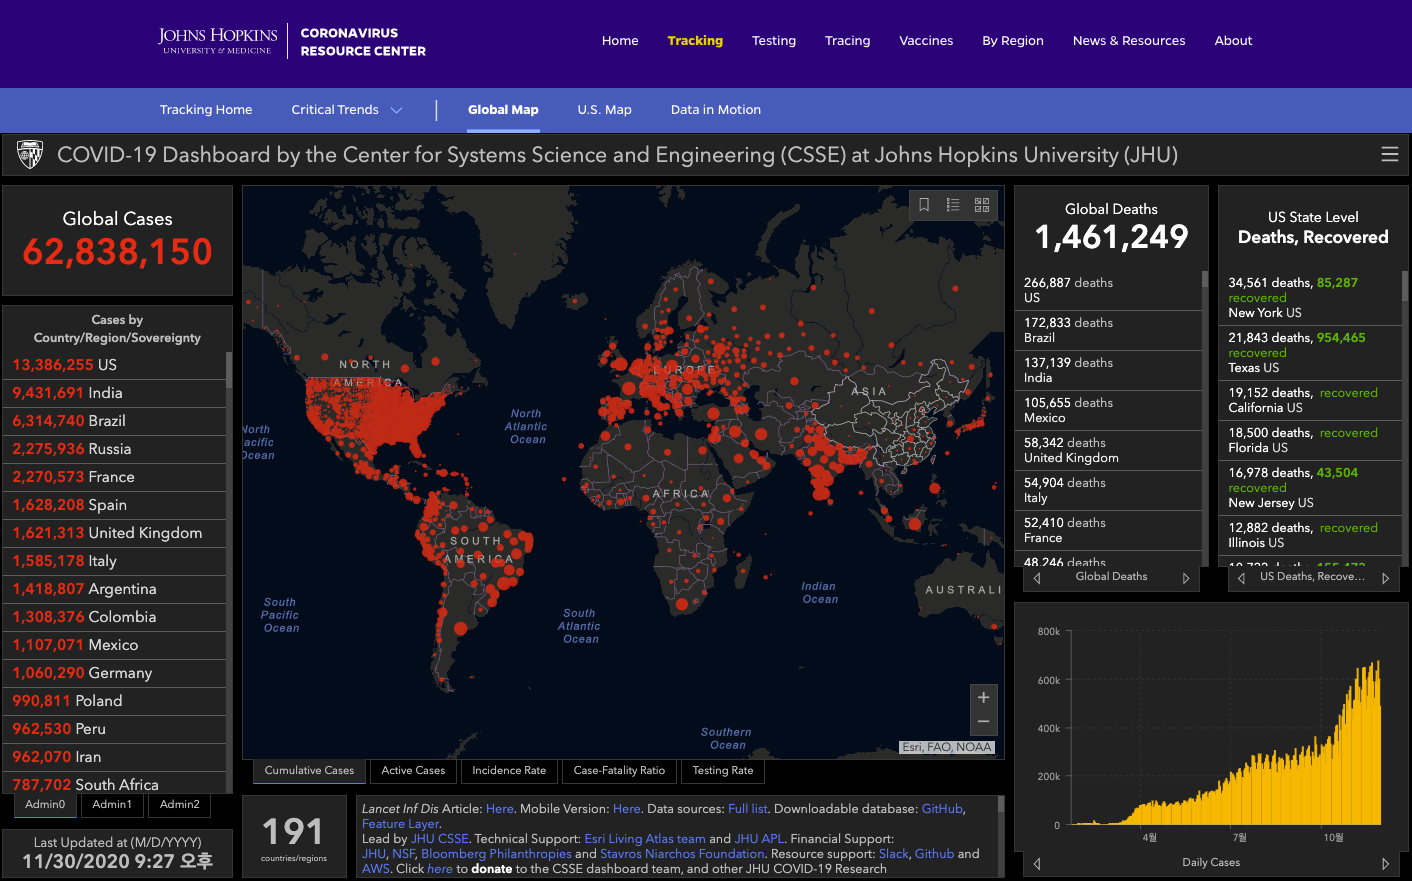 JOHNS HOPKINS
UNIVERSITY & MEDICINE
CORONAVIRUS
RESOURCE CENTER
Home
Tracking
Testing
Tracing
Vaccines
By Region
News & Resources
About
Tracking Home
Critical Trends
Global Map
U.S. Map
Data in Motion
COVID-19 Dashboard by the Center for Systems Science and Engineering (CSSE) at Johns Hopkins University (JHU)
Global Cases
62,838,150
Cases by
Country/Region/Sovereignty
13,386,255 US
9,431,691 India
6,314,740 Brazil
2,275,936 Russia
2,270,573 France
1,628,208 Spain
1,621,313 United Kingdom
1,585,178 Italy
1,418,807 Argentina
1,308,376 Colombia
1,107,071 Mexico
1,060,290 Germany
990,811 Poland
962,530 Peru
962,070 Iran
787,702 South Africa
Admin0
Admin1
Admin2
Last Updated at (M/D/YYYY)
11/30/2020 9:27 오후
NORTH
AMERICA
EUROPE
ASIA
North
Atlantic
Ocean
North
acific
Ocean
AFRICA
SOUTH
AMERICA
Indian
Ocean
AUSTRALI
South
Pacific
Ocean
South
Atlantic
Ocean
Southern
Ocean
+
−
Esri, FAO, NOAA
Cumulative Cases
Active Cases
Incidence Rate
Case-Fatality Ratio
Testing Rate
191
countries/regions
Lancet Inf Dis Article: Here. Mobile Version: Here. Data sources: Full list. Downloadable database: GitHub,
Feature Layer.
Lead by JHU CSSE. Technical Support: Esri Living Atlas team and JHU APL. Financial Support:
JHU, NSF, Bloomberg Philanthropies and Stavros Niarchos Foundation. Resource support: Slack, Github and
AWS. Click here to donate to the CSSE dashboard team, and other JHU COVID-19 Research
Global Deaths
1,461,249
266,887 deaths
US
172,833 deaths
Brazil
137,139 deaths
India
105,655 deaths
Mexico
58,342 deaths
United Kingdom
54,904 deaths
Italy
52,410 deaths
France
48,246 deaths
Global Deaths
US State Level
Deaths, Recovered
34,561 deaths, 85,287
recovered
New York US
21,843 deaths, 954,465
recovered
Texas US
19,152 deaths, recovered
California US
18,500 deaths, recovered
Florida US
16,978 deaths, 43,504
recovered
New Jersey US
12,882 deaths, recovered
Illinois US
US Deaths, Recove...
800k
600k
400k
200k
0
4월
7월
10월
Daily Cases